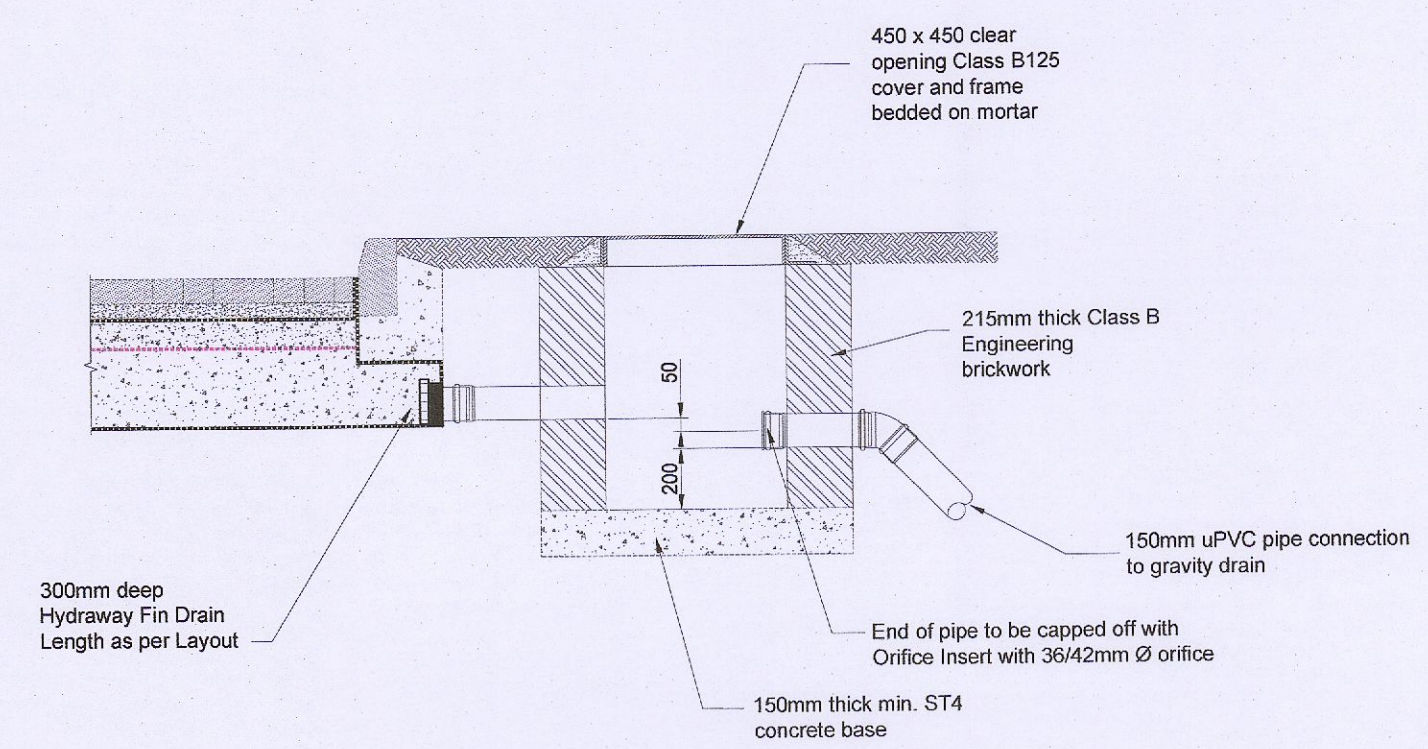 450 x 450 clear
opening Class B125
cover and frame
bedded on mortar
215mm thick Class B
Engineering
brickwork
50
200
150mm uPVC pipe connection
to gravity drain
300mm deep
Hydraway Fin Drain
Length as per Layout
End of pipe to be capped off with
Orifice Insert with 36/42mm Ø orifice
150mm thick min. ST4
concrete base